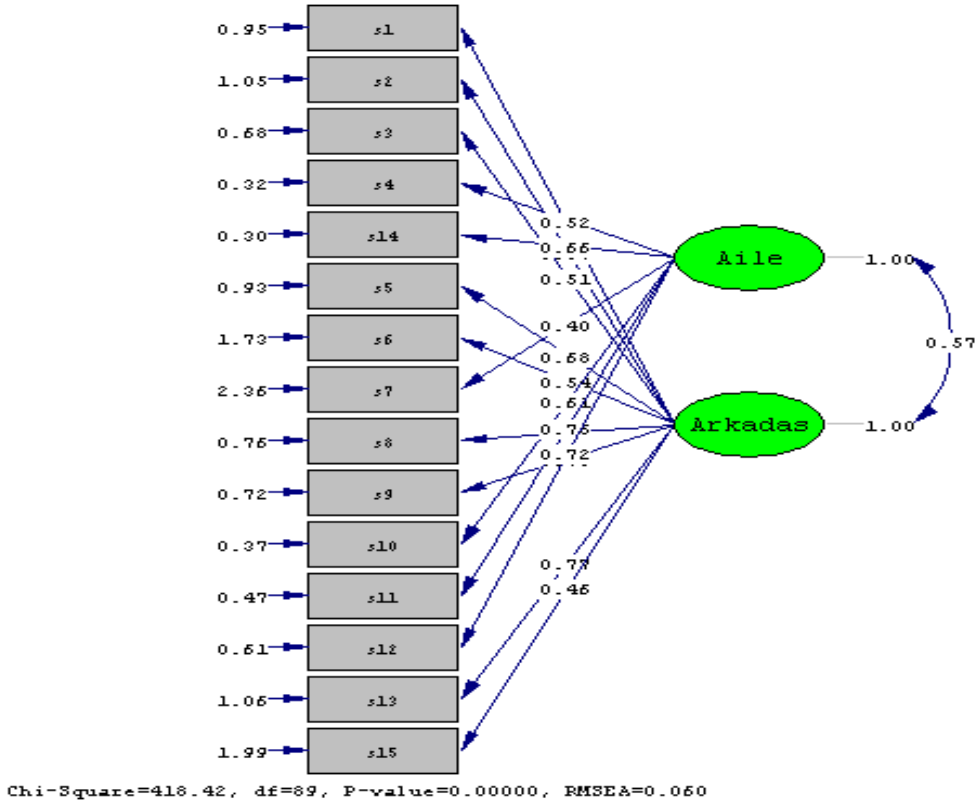 0.95 s1
1.05 s2
0.68 s3
0.32 s4
0.30 s14
0.93 s5
1.73 s6
2.36 s7
0.76 s8
0.72 s9
0.37 s10
0.47 s11
0.61 s12
1.06 s13
1.99 s15
0.52
0.66
0.51
0.40
0.68
0.54
0.61
0.72
0.77
0.46
Aile 1.00
0.57
Arkadas 1.00
Chi-Square=418.42, df=89, P-value=0.00000, RMSEA=0.060